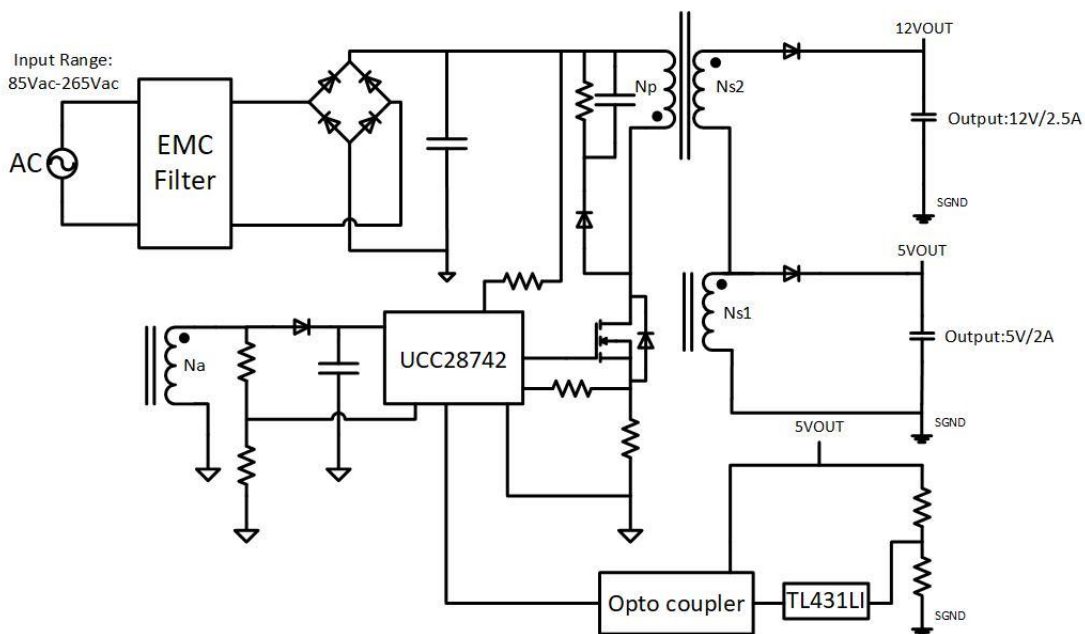 12VOUT
Input Range:
85Vac-265Vac
Np
Ns2
Output:12V/2.5A
EMC
Filter
AC
SGND
5VOUT
Ns1
Output:5V/2A
UCC28742
Na
SGND
5VOUT
Opto coupler
TL431LI
SGND